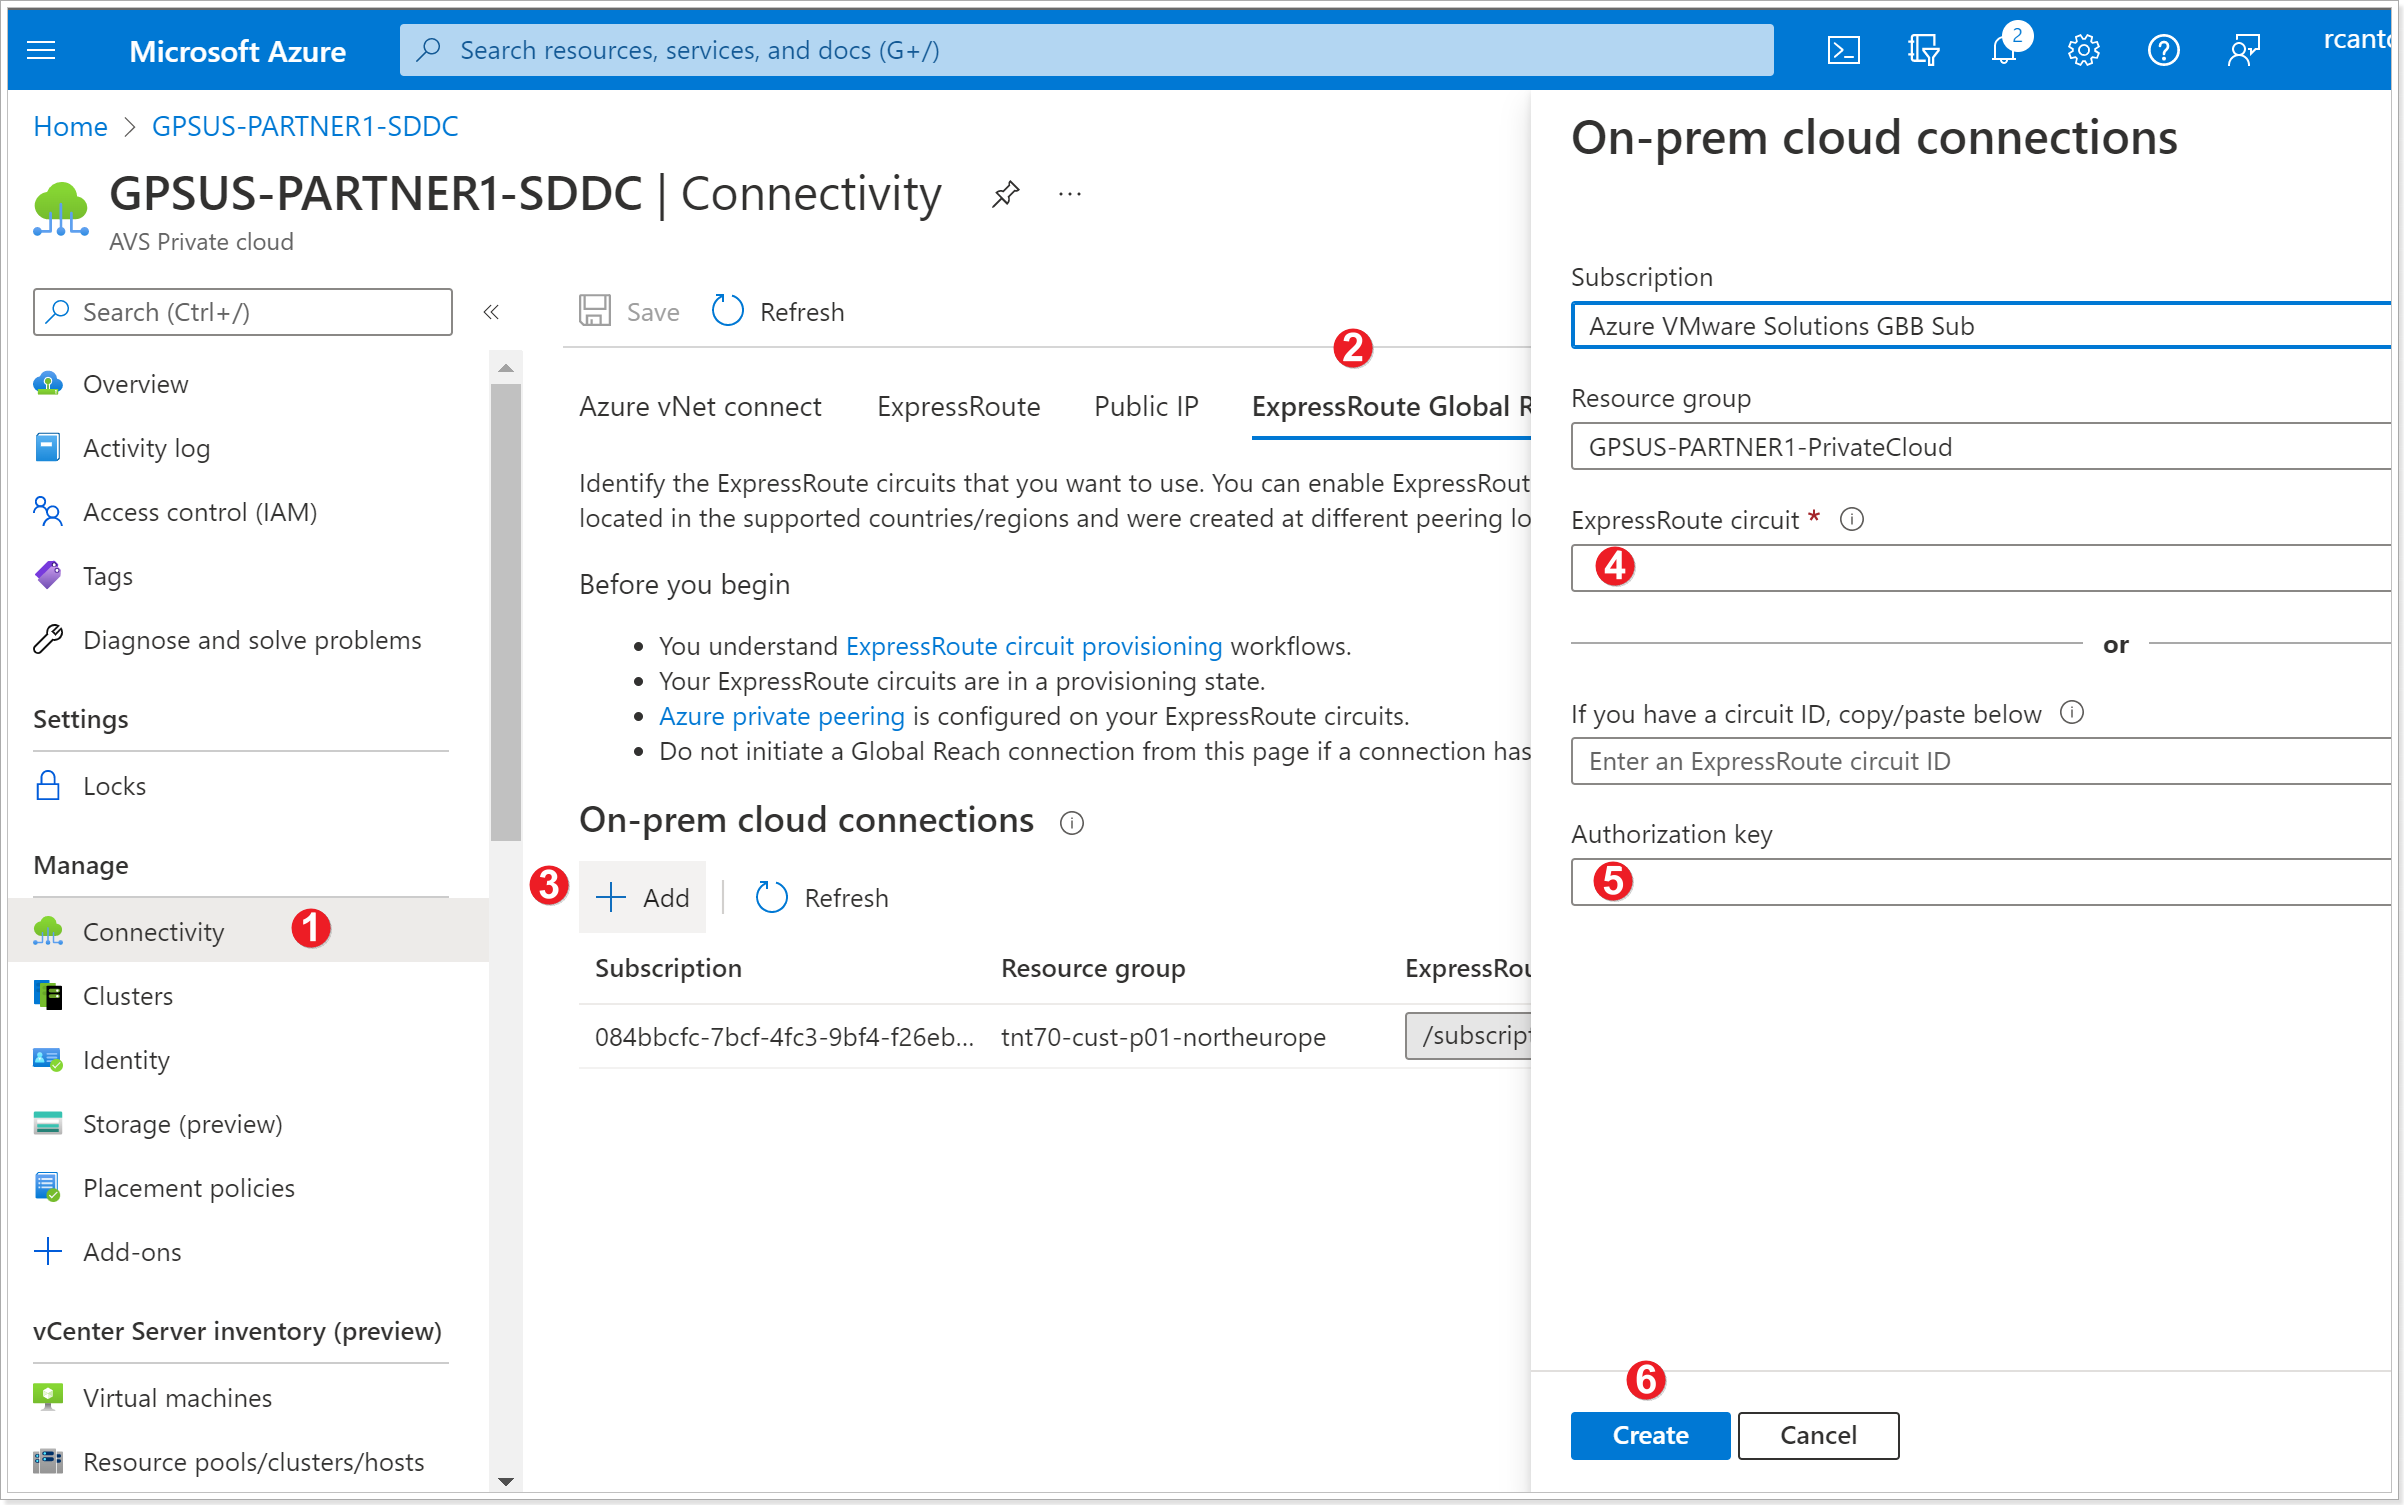 Microsoft Azure
Search resources, services, and docs (G+/)
2
rcanto
Home > GPSUS-PARTNER1-SDDC
GPSUS-PARTNER1-SDDC | Connectivity
...
AVS Private cloud
Search (Ctrl+/)
«
Overview
Activity log
Access control (IAM)
Tags
Diagnose and solve problems
Settings
Locks
Manage
Connectivity
1
Clusters
Identity
Storage (preview)
Placement policies
Add-ons
vCenter Server inventory (preview)
Virtual machines
Resource pools/clusters/hosts
Save
Refresh
2
Azure vNet connect
ExpressRoute
Public IP
ExpressRoute Global R
Identify the ExpressRoute circuits that you want to use. You can enable ExpressRout
located in the supported countries/regions and were created at different peering lo
Before you begin
• You understand ExpressRoute circuit provisioning workflows.
• Your ExpressRoute circuits are in a provisioning state.
• Azure private peering is configured on your ExpressRoute circuits.
• Do not initiate a Global Reach connection from this page if a connection has
On-prem cloud connections
3
Add
Refresh
Subscription
Resource group
ExpressRou
084bbcfc-7bcf-4fc3-9bf4-f26eb...
tnt70-cust-p01-northeurope
/subscript
On-prem cloud connections
Subscription
Azure VMware Solutions GBB Sub
Resource group
GPSUS-PARTNER1-PrivateCloud
ExpressRoute circuit *
4
or
If you have a circuit ID, copy/paste below
Enter an ExpressRoute circuit ID
Authorization key
5
6
Create
Cancel